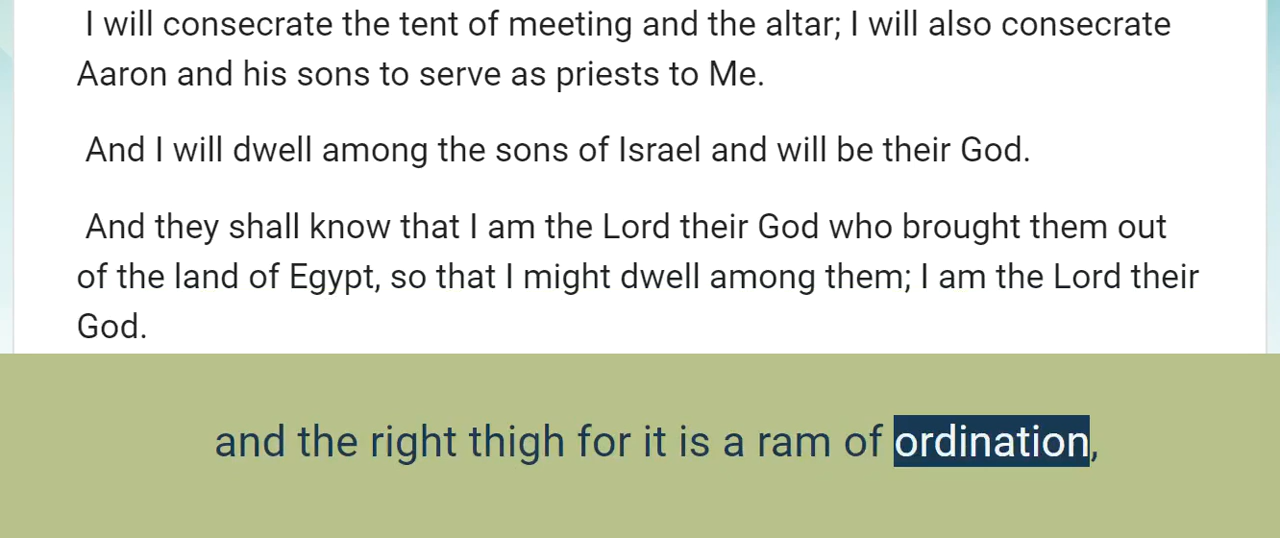 I will consecrate the tent of meeting and the altar; I will also consecrate
Aaron and his sons to serve as priests to Me.
And I will dwell among the sons of Israel and will be their God.
And they shall know that I am the Lord their God who brought them out
of the land of Egypt, so that I might dwell among them; I am the Lord their
God.
and the right thigh for it is a ram of ordination,